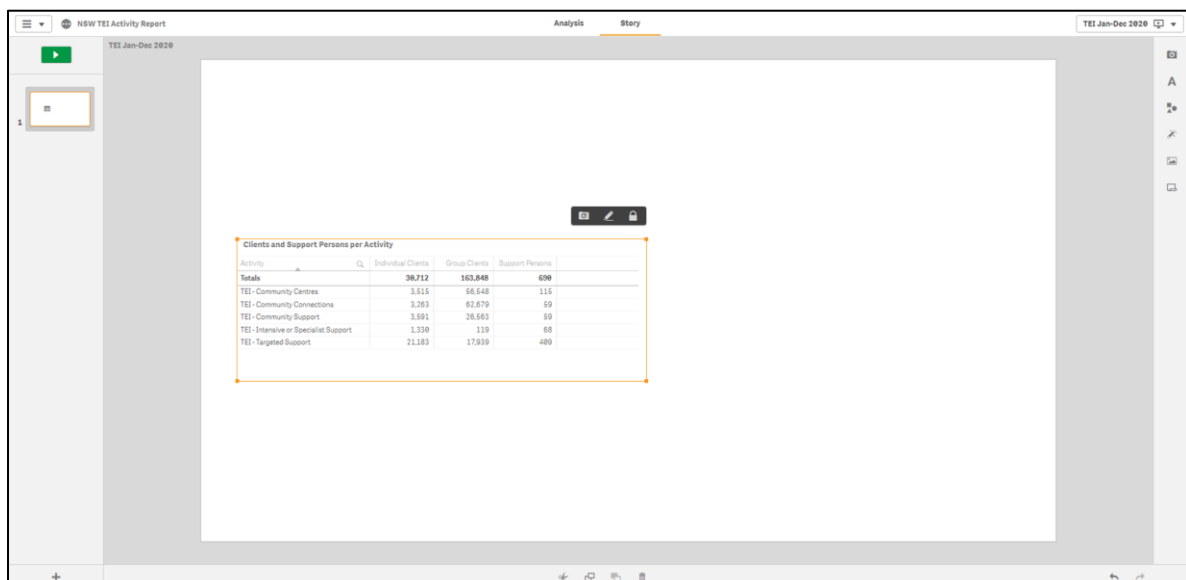 NSW TEI Activity Report
Analysis
Story
TEI Jan-Dec 2020
TEI Jan-Dec 2020
1
A
Clients and Support Persons per Activity
Activity Individual Clients Group Clients Support Persons
Totals 30,712 163,848 690
TEI - Community Centres 3,515 56,548 115
TEI - Community Connections 3,263 62,679 59
TEI - Community Support 3,591 26,563 59
TEI - Intensive or Specialist Support 1,330 119 68
TEI - Targeted Support 21,183 17,939 409